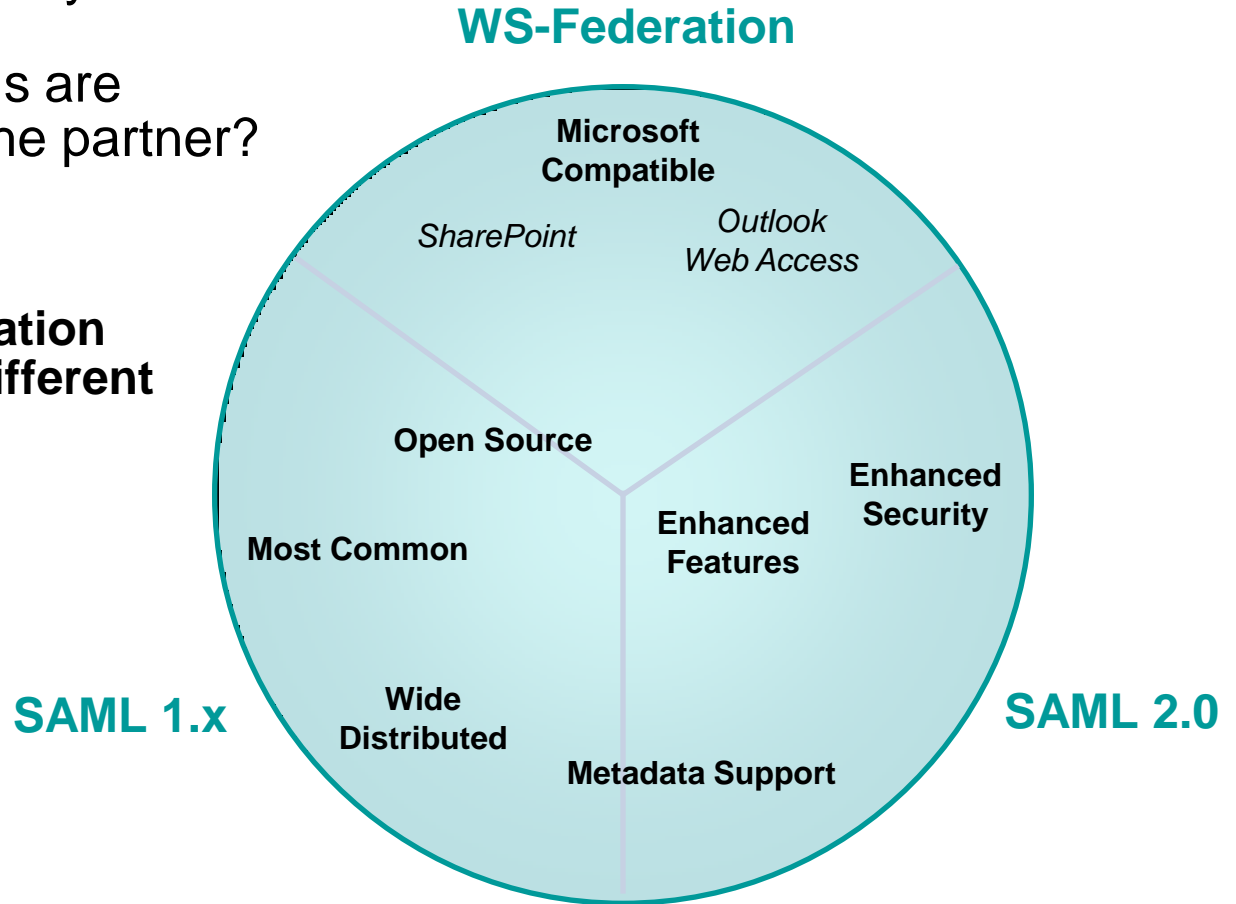 y
WS-Federation
s are
ne partner?
Microsoft
Compatible
SharePoint
Outlook
Web Access
ation
ifferent
Open Source
Enhanced
Security
Enhanced
Features
Most Common
SAML 1.x
Wide
Distributed
SAML 2.0
Metadata Support